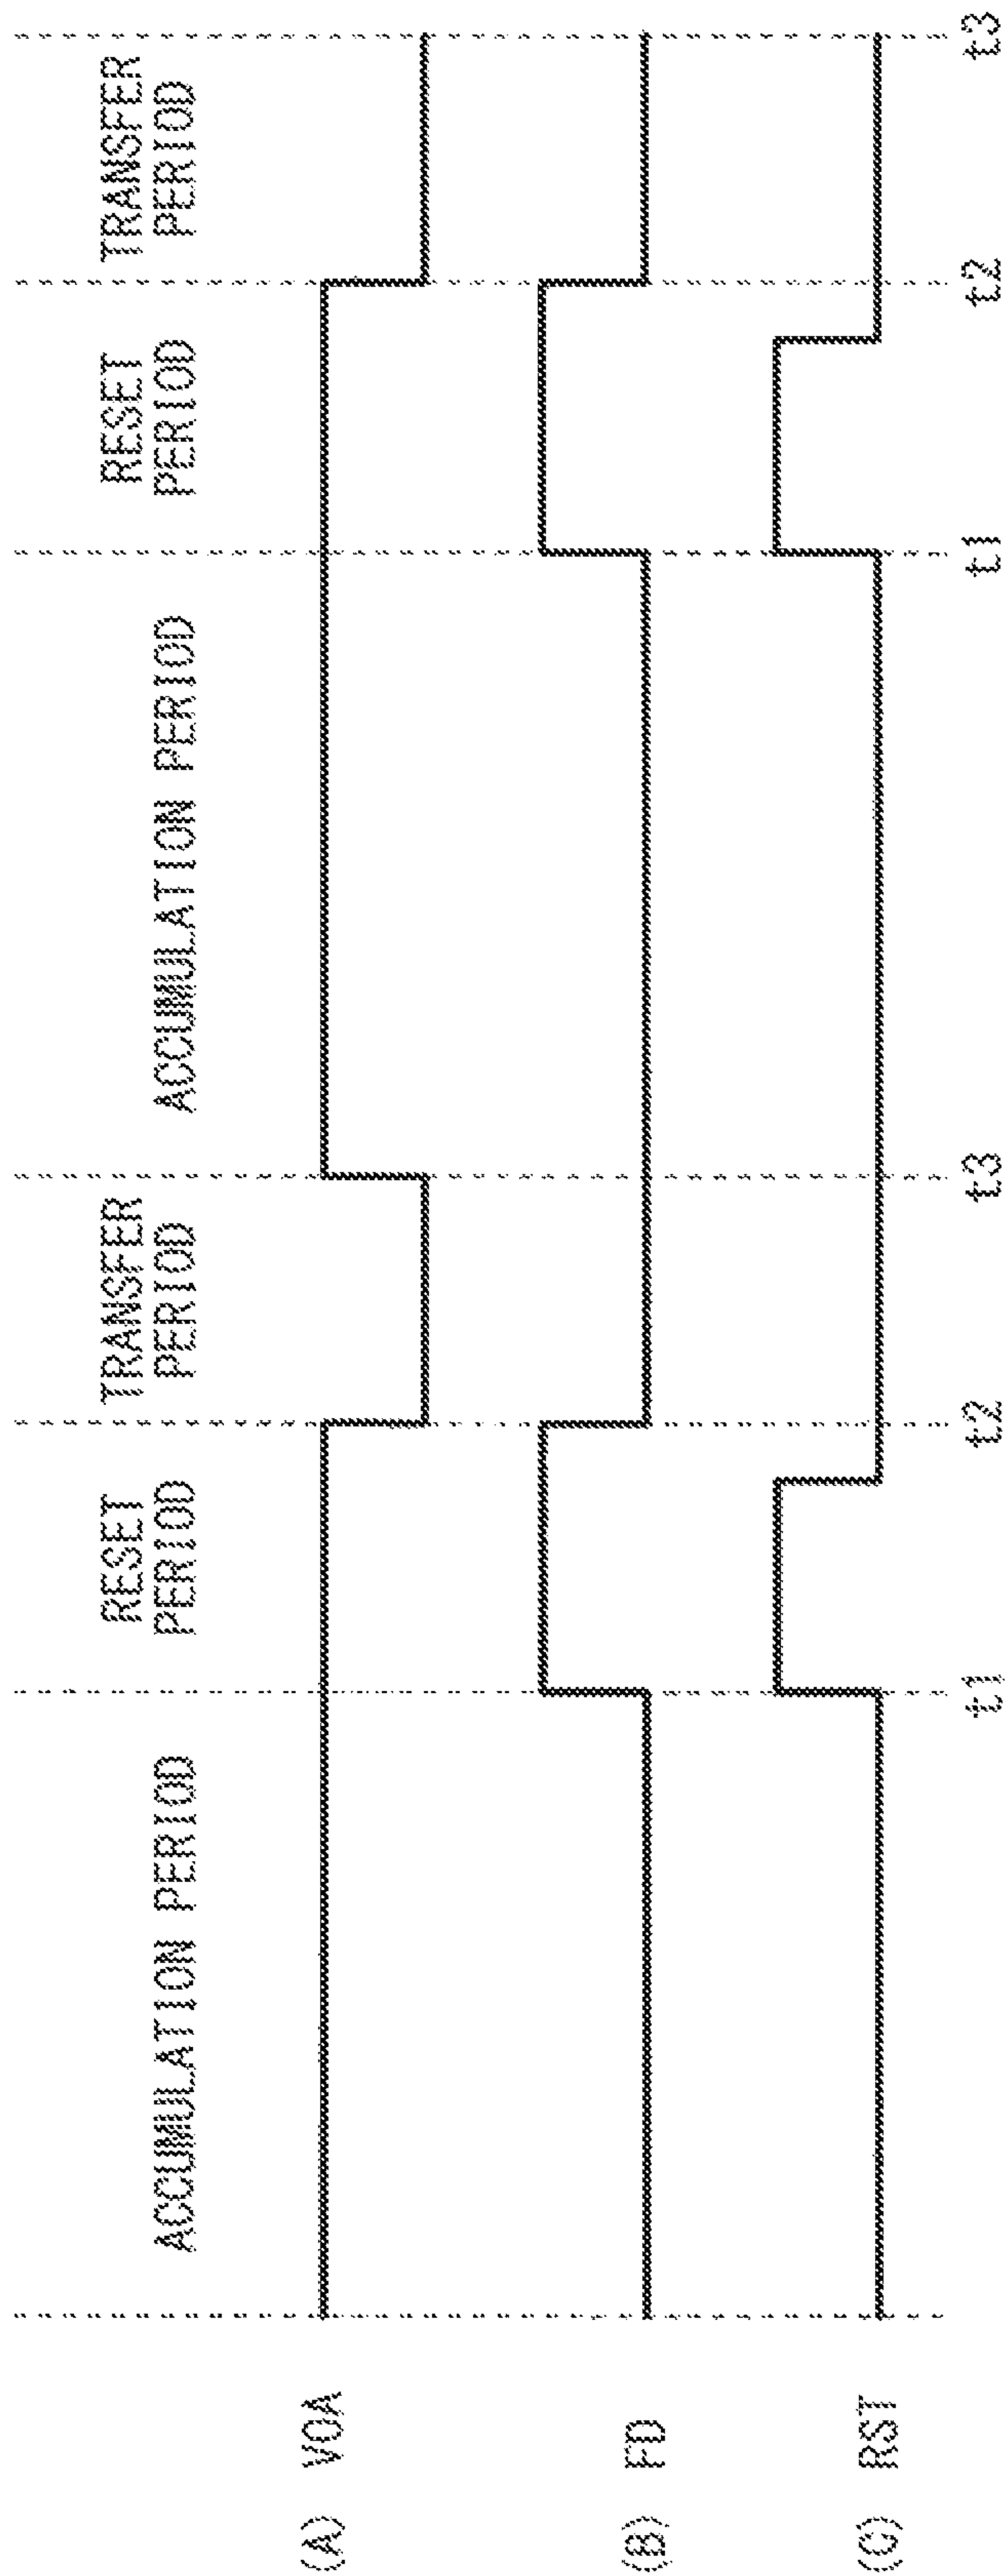 ACCUMULATION PERIOD
RESET
PERIOD
TRANSFER
PERIOD
ACCUMULATION PERIOD
RESET
PERIOD
TRANSFER
PERIOD
(A) VOA
(B) FD
(C) RST
t1
t2
t3
t1
t2
t3